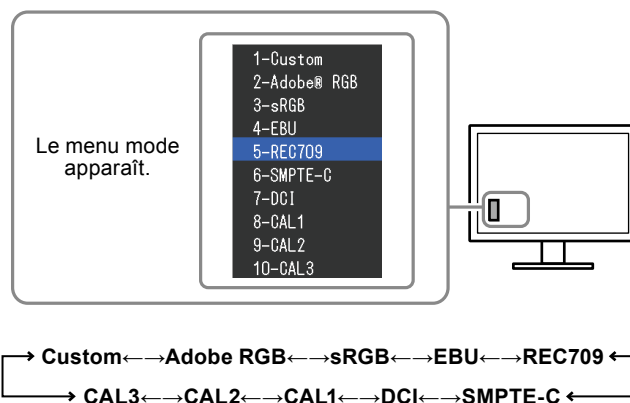 Le menu mode
apparaît.
1-Custom
2-Adobe® RGB
3-sRGB
4-EBU
5-REC709
6-SMPTE-C
7-DCI
8-CAL1
9-CAL2
10-CAL3
Custom←→Adobe RGB←→sRGB←→EBU←→REC709
CAL3←→CAL2←→CAL1←→DCI←→SMPTE-C